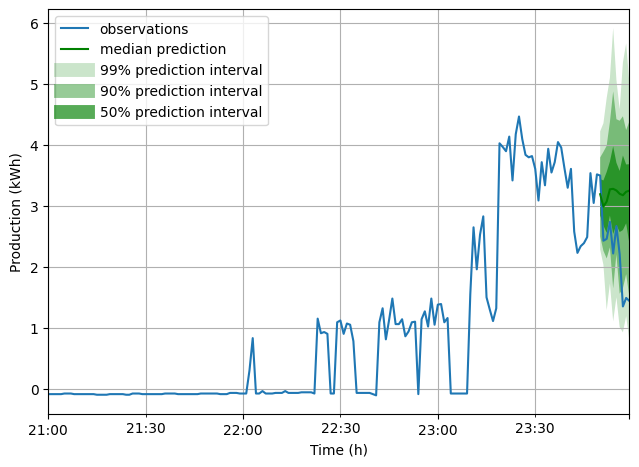 observations
median prediction
99% prediction interval
90% prediction interval
50% prediction interval
Production (kWh)
6
5
4
3
2
1
0
21:00
21:30
22:00
22:30
23:00
23:30
Time (h)